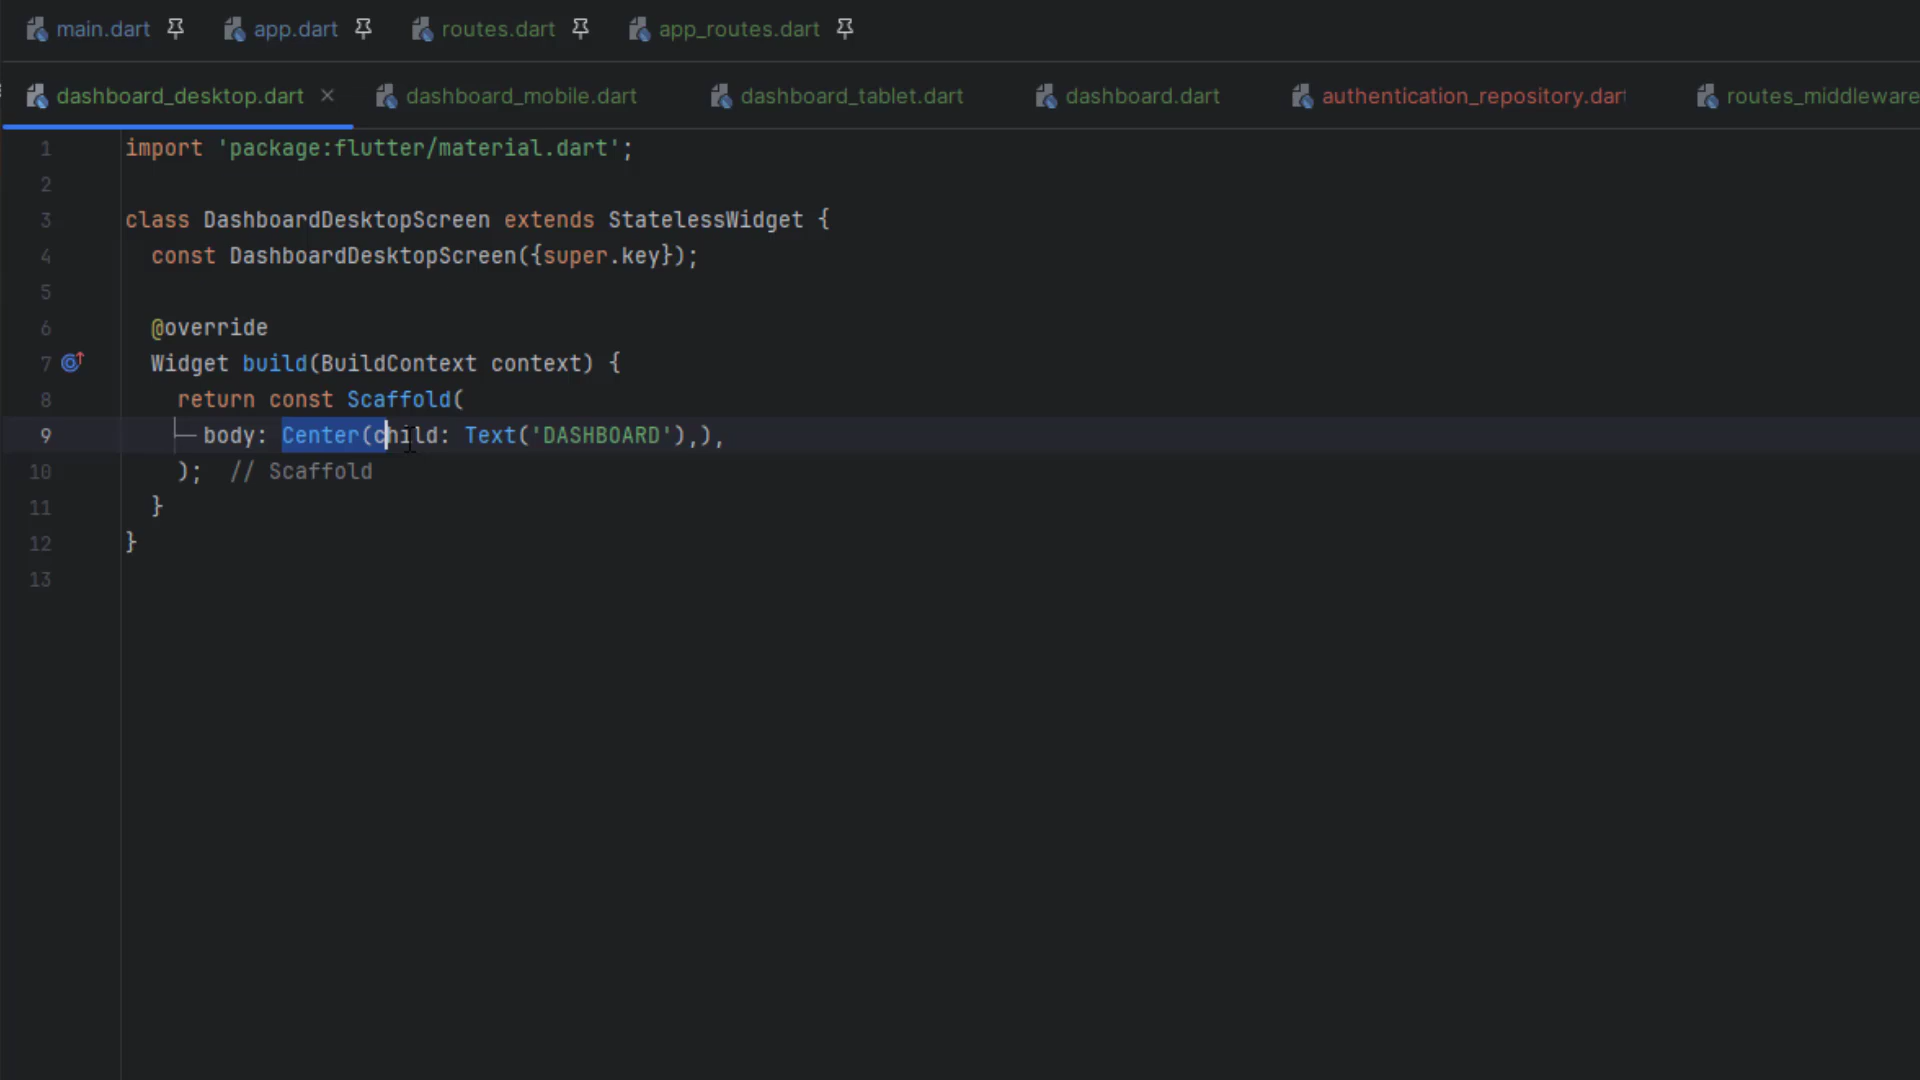 main.dart app.dart routes.dart app_routes.dart
dashboard_desktop.dart dashboard_mobile.dart dashboard_tablet.dart dashboard.dart authentication_repository.dart routes_middleware
1 import 'package:flutter/material.dart';
2
3 class DashboardDesktopScreen extends StatelessWidget {
4 const DashboardDesktopScreen({super.key});
5
6 @override
7 Widget build(BuildContext context) {
8 return const Scaffold(
9 body: Center(child: Text('DASHBOARD'),),
10 ); // Scaffold
11 }
12 }
13